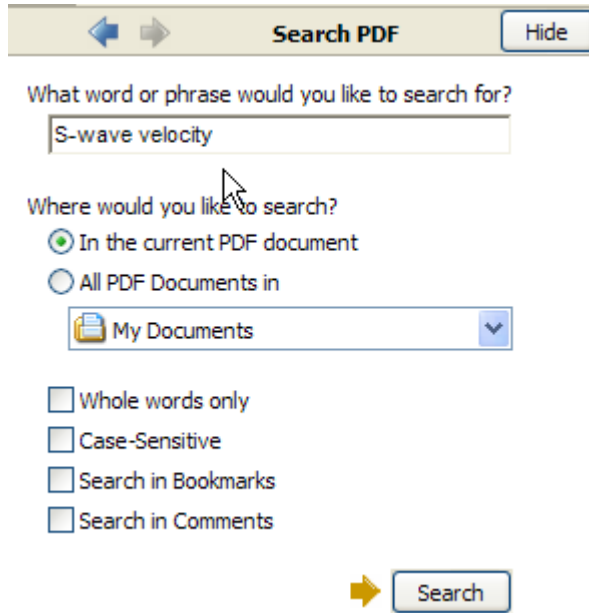 Search PDF Hide
What word or phrase would you like to search for?
S-wave velocity
Where would you like to search?
In the current PDF document
All PDF Documents in
My Documents
Whole words only
Case-Sensitive
Search in Bookmarks
Search in Comments
Search